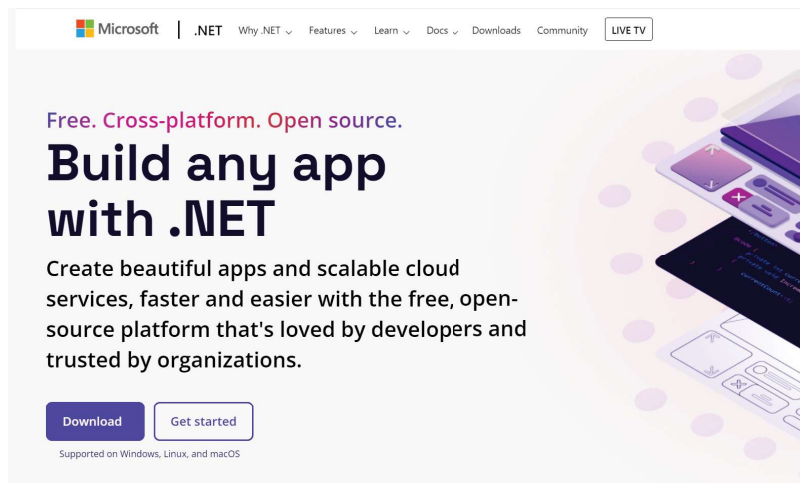 Microsoft .NET Why .NET Features Learn Docs Downloads Community LIVE TV
Free. Cross-platform. Open source.
Build any app
with .NET
Create beautiful apps and scalable cloud
services, faster and easier with the free, open-
source platform that's loved by developers and
trusted by organizations.
Download Get started
Supported on Windows, Linux, and macOS